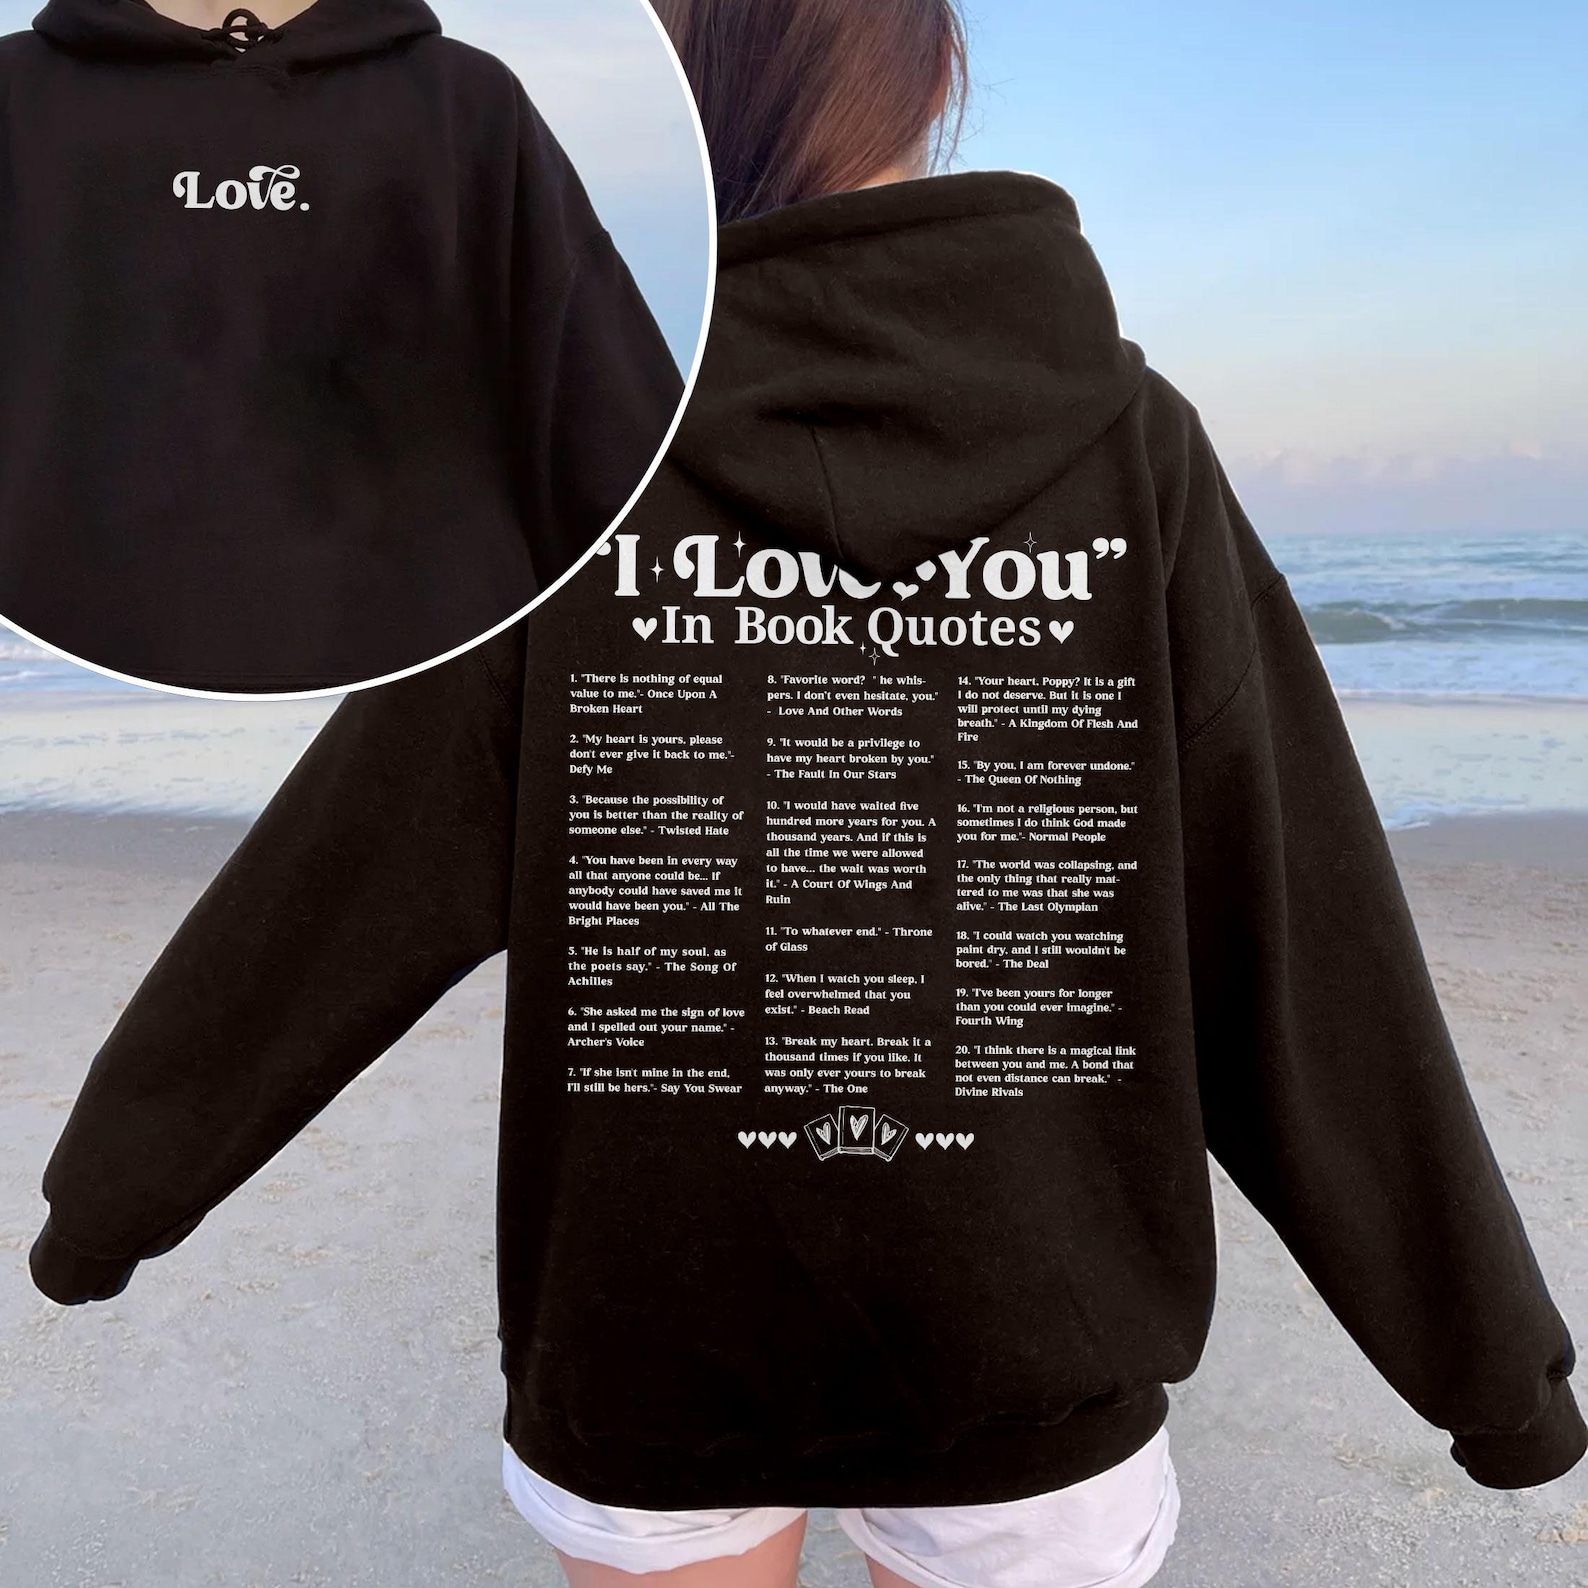 Love.
“I Love You”
In Book Quotes
1. "There is nothing of equal
value to me."- Once Upon A
Broken Heart
2. "My heart is yours, please
don't ever give it back to me."-
Defy Me
3. "Because the possibility of
you is better than the reality of
someone else." - Twisted Hate
4. "You have been in every way
all that anyone could be... If
anybody could have saved me it
would have been you." - All The
Bright Places
5. "He is half of my soul, as
the poets say." - The Song Of
Achilles
6. "She asked me the sign of love
and I spelled out your name." -
Archer's Voice
7. "If she isn't mine in the end,
I'll still be hers."- Say You Swear
8. "Favorite word? " he whis-
pers. I don't even hesitate, you."
- Love And Other Words
9. "It would be a privilege to
have my heart broken by you."
- The Fault In Our Stars
10. "I would have waited five
hundred more years for you. A
thousand years. And if this is
all the time we were allowed
to have... the wait was worth
it." - A Court Of Wings And
Ruin
11. "To whatever end." - Throne
of Glass
12. "When I watch you sleep, I
feel overwhelmed that you
exist." - Beach Read
13. "Break my heart. Break it a
thousand times if you like. It
was only ever yours to break
anyway." - The One
14. "Your heart, Poppy? It is a gift
I do not deserve. But it is one I
will protect until my dying
breath." - A Kingdom Of Flesh And
Fire
15. "By you, I am forever undone."
- The Queen Of Nothing
16. "I'm not a religious person, but
sometimes I do think God made
you for me."- Normal People
17. "The world was collapsing, and
the only thing that really mat-
tered to me was that she was
alive." - The Last Olympian
18. "I could watch you watching
paint dry, and I still wouldn't be
bored." - The Deal
19. "I've been yours for longer
than you could ever imagine." -
Fourth Wing
20. "I think there is a magical link
between you and me. A bond that
not even distance can break." -
Divine Rivals